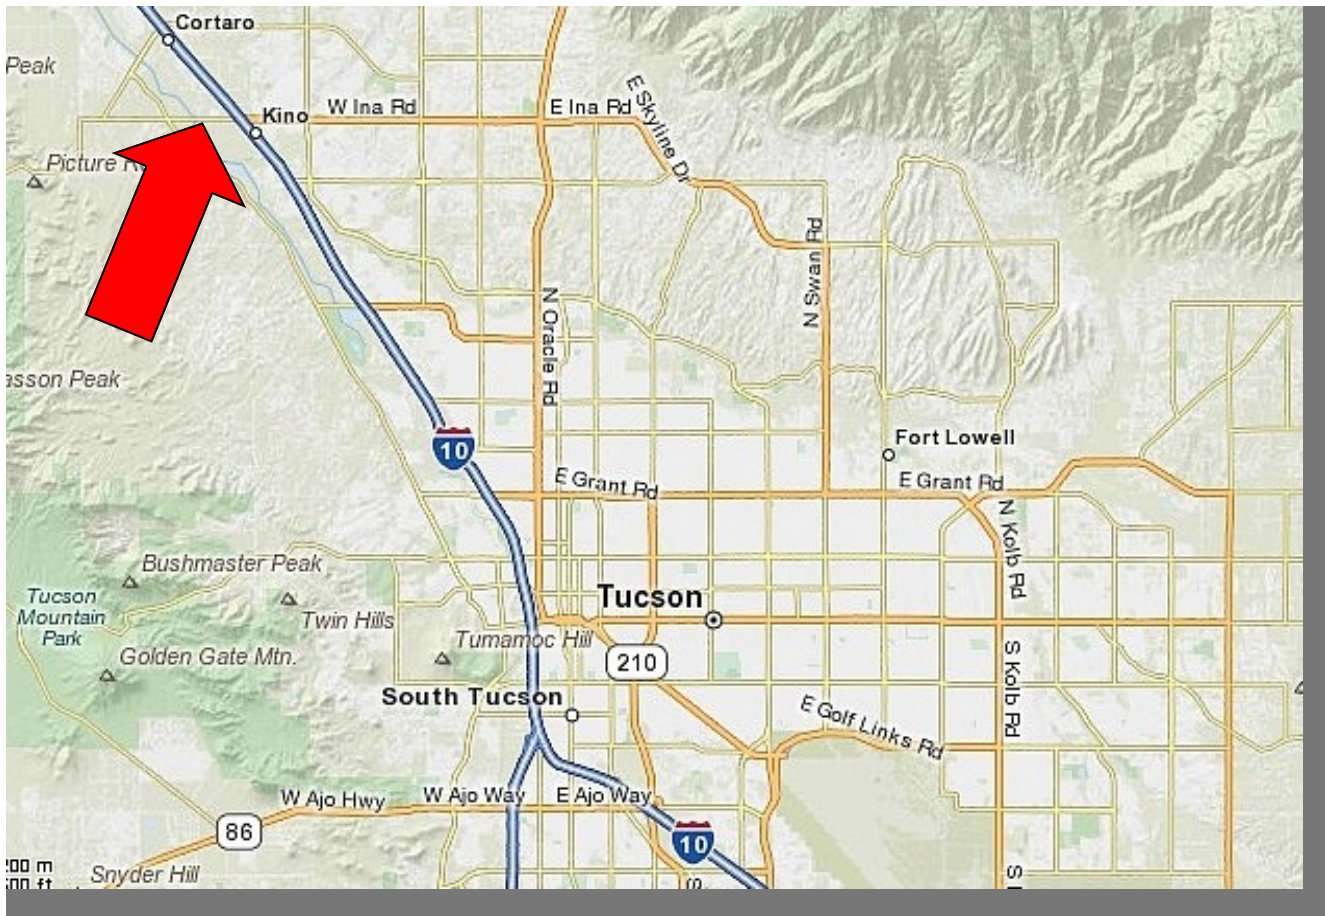 Cortaro
Peak
Kino
W Ina Rd
E Ina Rd
E Skyline Dr
Picture
N Swan Rd
N Oracle Rd
asson Peak
10
Fort Lowell
E Grant Rd
E Grant Rd
N Kolb Rd
Bushmaster Peak
Tucson
Mountain
Park
Twin Hills
Tucson
Tumamoc Hill
210
Golden Gate Mtn.
S Kolb Rd
South Tucson
E Golf Links Rd
W Ajo Hwy
W Ajo Way
E Ajo Way
86
10
Snyder Hill